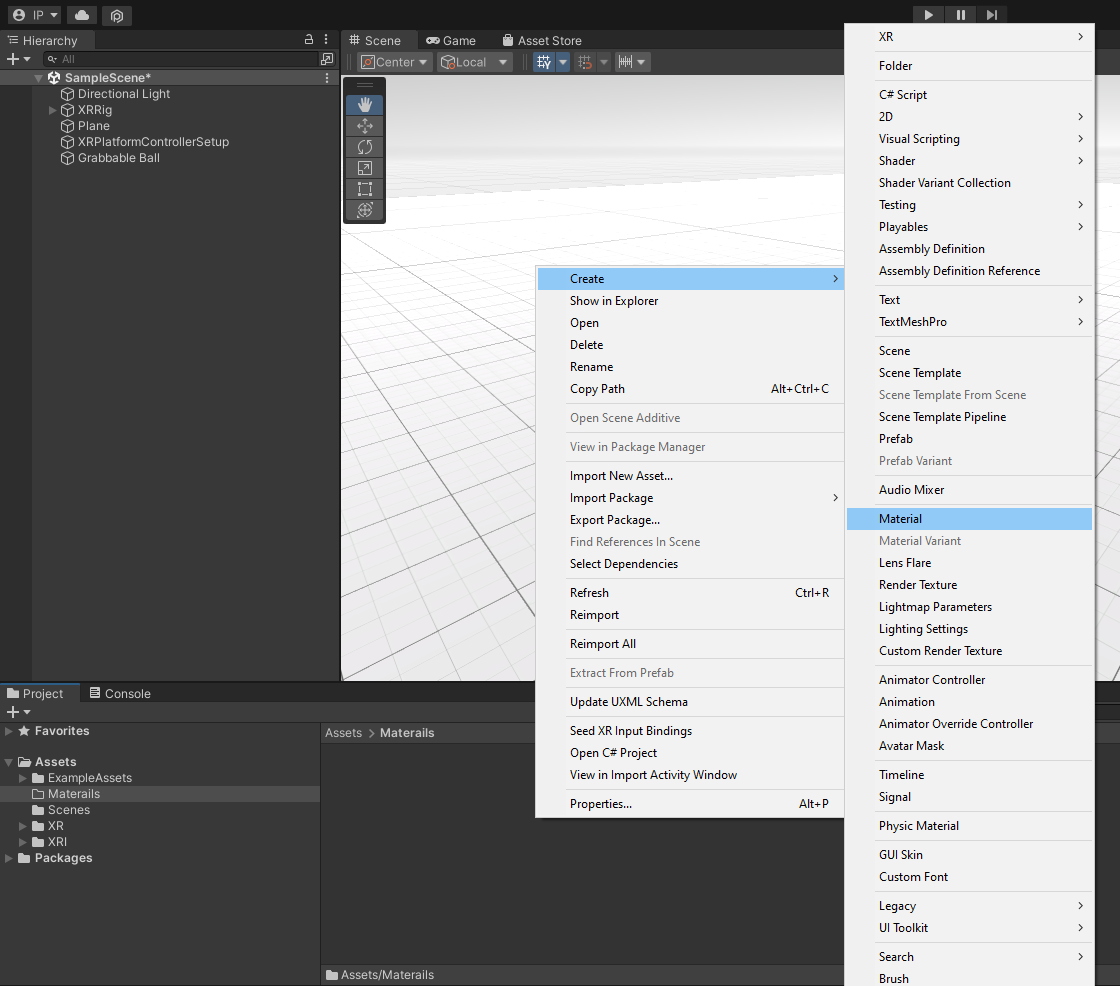 IP
Hierarchy
All
SampleScene*
Directional Light
XRRig
Plane
XRPlatformControllerSetup
Grabbable Ball
Scene
Game
Asset Store
Center
Local
Create
Show in Explorer
Open
Delete
Rename
Copy Path Alt+Ctrl+C
Open Scene Additive
View in Package Manager
Import New Asset...
Import Package
Export Package...
Find References In Scene
Select Dependencies
Refresh Ctrl+R
Reimport
Reimport All
Extract From Prefab
Update UXML Schema
Seed XR Input Bindings
Open C# Project
View in Import Activity Window
Properties... Alt+P
XR
Folder
C# Script
2D
Visual Scripting
Shader
Shader Variant Collection
Testing
Playables
Assembly Definition
Assembly Definition Reference
Text
TextMeshPro
Scene
Scene Template
Scene Template From Scene
Scene Template Pipeline
Prefab
Prefab Variant
Audio Mixer
Material
Material Variant
Lens Flare
Render Texture
Lightmap Parameters
Lighting Settings
Custom Render Texture
Animator Controller
Animation
Animator Override Controller
Avatar Mask
Timeline
Signal
Physic Material
GUI Skin
Custom Font
Legacy
UI Toolkit
Search
Brush
Project
Console
Favorites
Assets
ExampleAssets
Materails
Scenes
XR
XRI
Packages
Assets > Materails
Assets/Materails